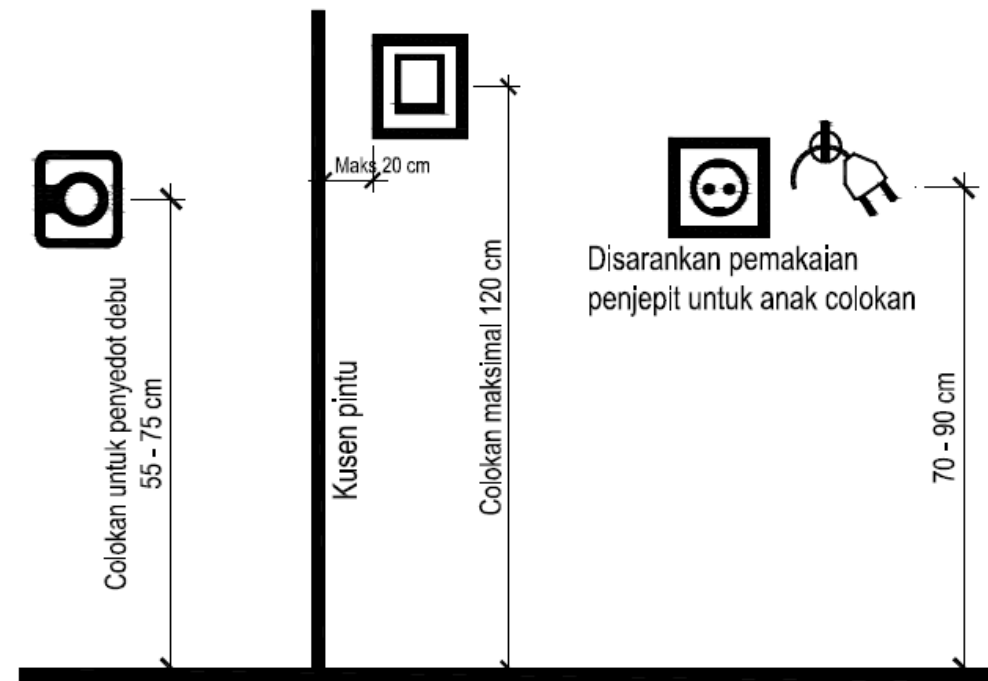 Maks 20 cm
Colokan untuk penyedot debu
55 - 75 cm
Kusen pintu
Colokan maksimal 120 cm
Disarankan pemakaian
penjepit untuk anak colokan
70 - 90 cm